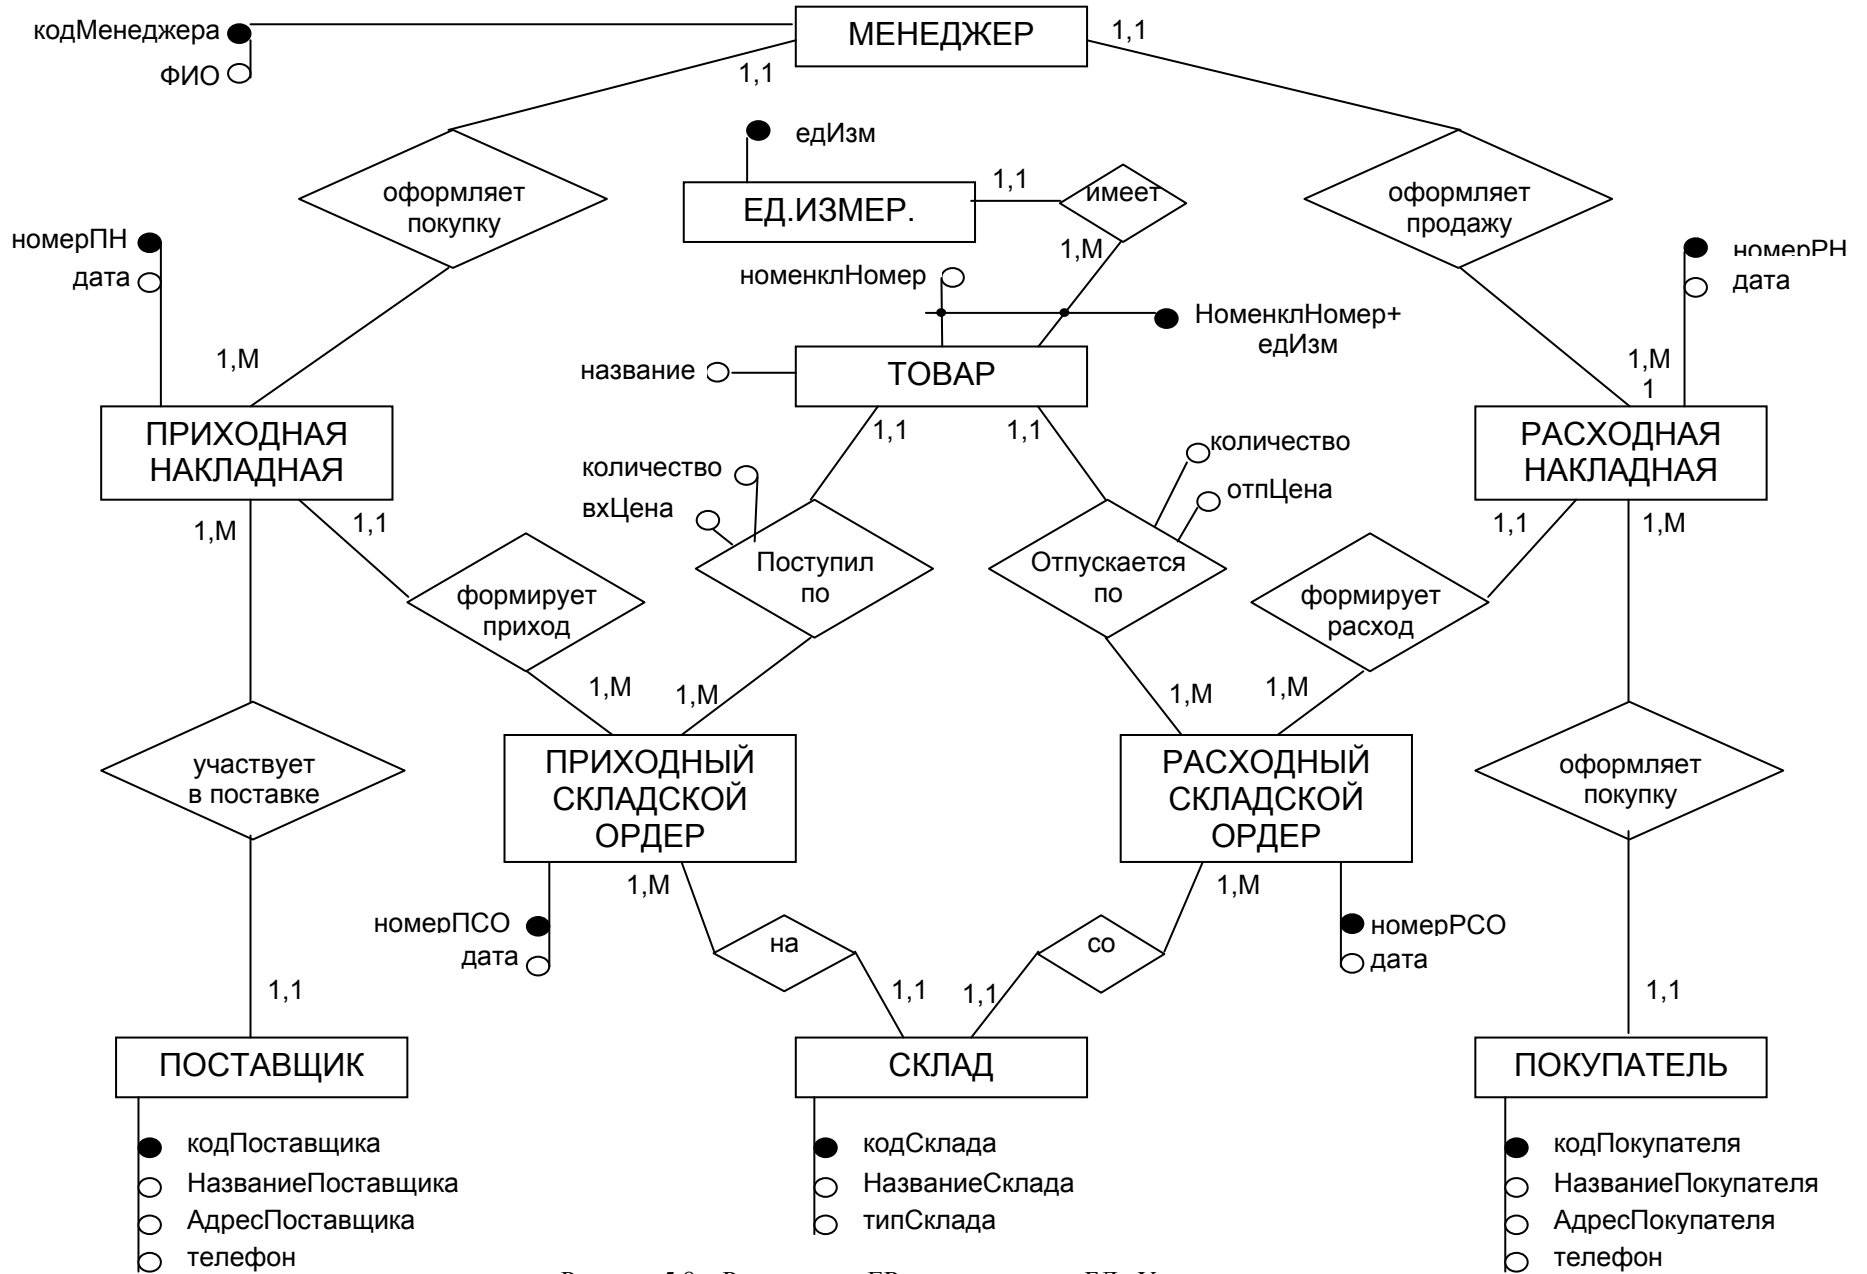 кодМенеджера
ФИО
МЕНЕДЖЕР
1,1
1,1
едИзм
ЕД.ИЗМЕР.
1,1
имеет
1,М
оформляет
покупку
оформляет
продажу
номерПН
дата
номенклНомер
НоменклНомер+
едИзм
номерРН
дата
1,М
название
ТОВАР
1,М
1
ПРИХОДНАЯ
НАКЛАДНАЯ
1,1
1,1
РАСХОДНАЯ
НАКЛАДНАЯ
количество
вхЦена
количество
отпЦена
1,М
1,1
1,1
1,М
Поступил
по
Отпускается
по
формирует
приход
формирует
расход
1,М
1,М
1,М
1,М
участвует
в поставке
ПРИХОДНЫЙ
СКЛАДСКОЙ
ОРДЕР
РАСХОДНЫЙ
СКЛАДСКОЙ
ОРДЕР
оформляет
покупку
1,М
1,М
номерПСО
дата
на
со
номерРСО
дата
1,1
1,1
1,1
1,1
ПОСТАВЩИК
СКЛАД
ПОКУПАТЕЛЬ
кодПоставщика
НазваниеПоставщика
АдресПоставщика
телефон
кодСклада
НазваниеСклада
типСклада
кодПокупателя
НазваниеПокупателя
АдресПокупателя
телефон